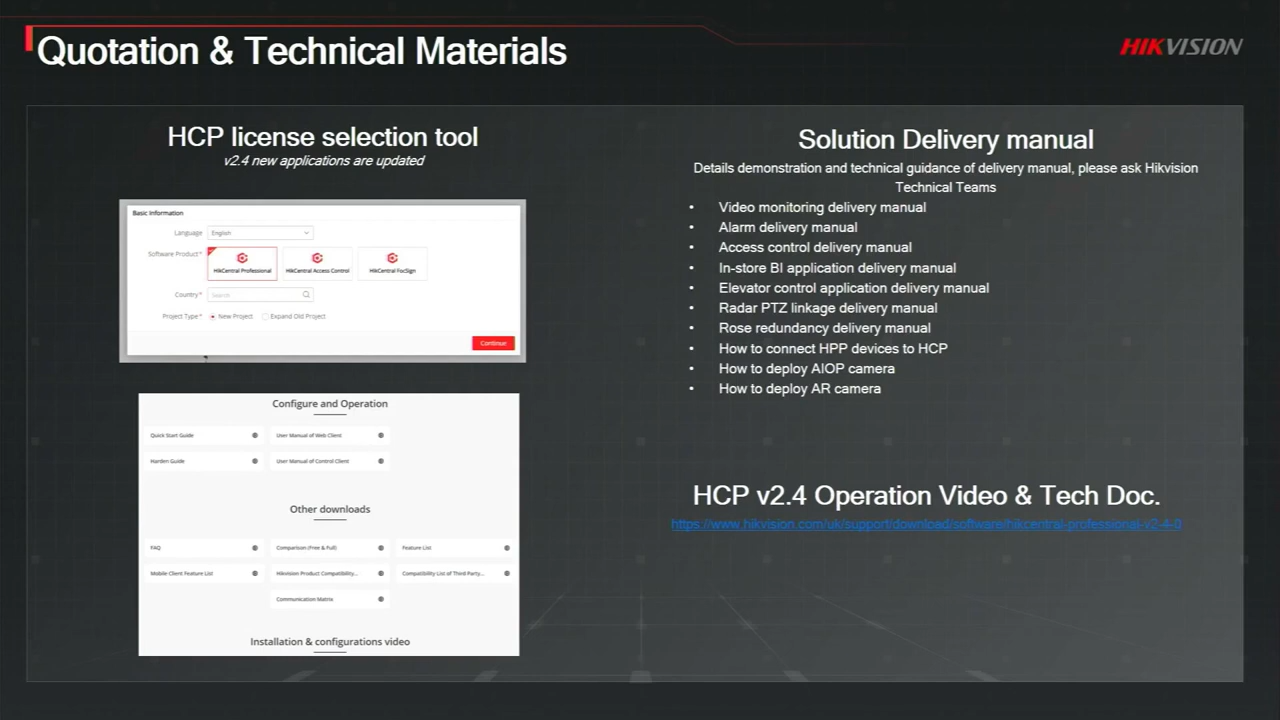 Quotation & Technical Materials
HIKVISION
HCP license selection tool
v2.4 new applications are updated
Basic Information
Language
English
Software Product*
HikCentral Professional
HikCentral Access Control
HikCentral FocSign
Country*
Search
Project Type*
New Project
Expand Old Project
Continue
Configure and Operation
Quick Start Guide
User Manual of Web Client
Harden Guide
User Manual of Control Client
Other downloads
FAQ
Comparison (Free & Full)
Feature List
Mobile Client Feature List
Hikvision Product Compatibility...
Compatibility List of Third Party...
Communication Matrix
Installation & configurations video
Solution Delivery manual
Details demonstration and technical guidance of delivery manual, please ask Hikvision
Technical Teams
• Video monitoring delivery manual
• Alarm delivery manual
• Access control delivery manual
• In-store BI application delivery manual
• Elevator control application delivery manual
• Radar PTZ linkage delivery manual
• Rose redundancy delivery manual
• How to connect HPP devices to HCP
• How to deploy AIOP camera
• How to deploy AR camera
HCP v2.4 Operation Video & Tech Doc.
https://www.hikvision.com/uk/support/download/software/hikcentral-professional-v2-4-0